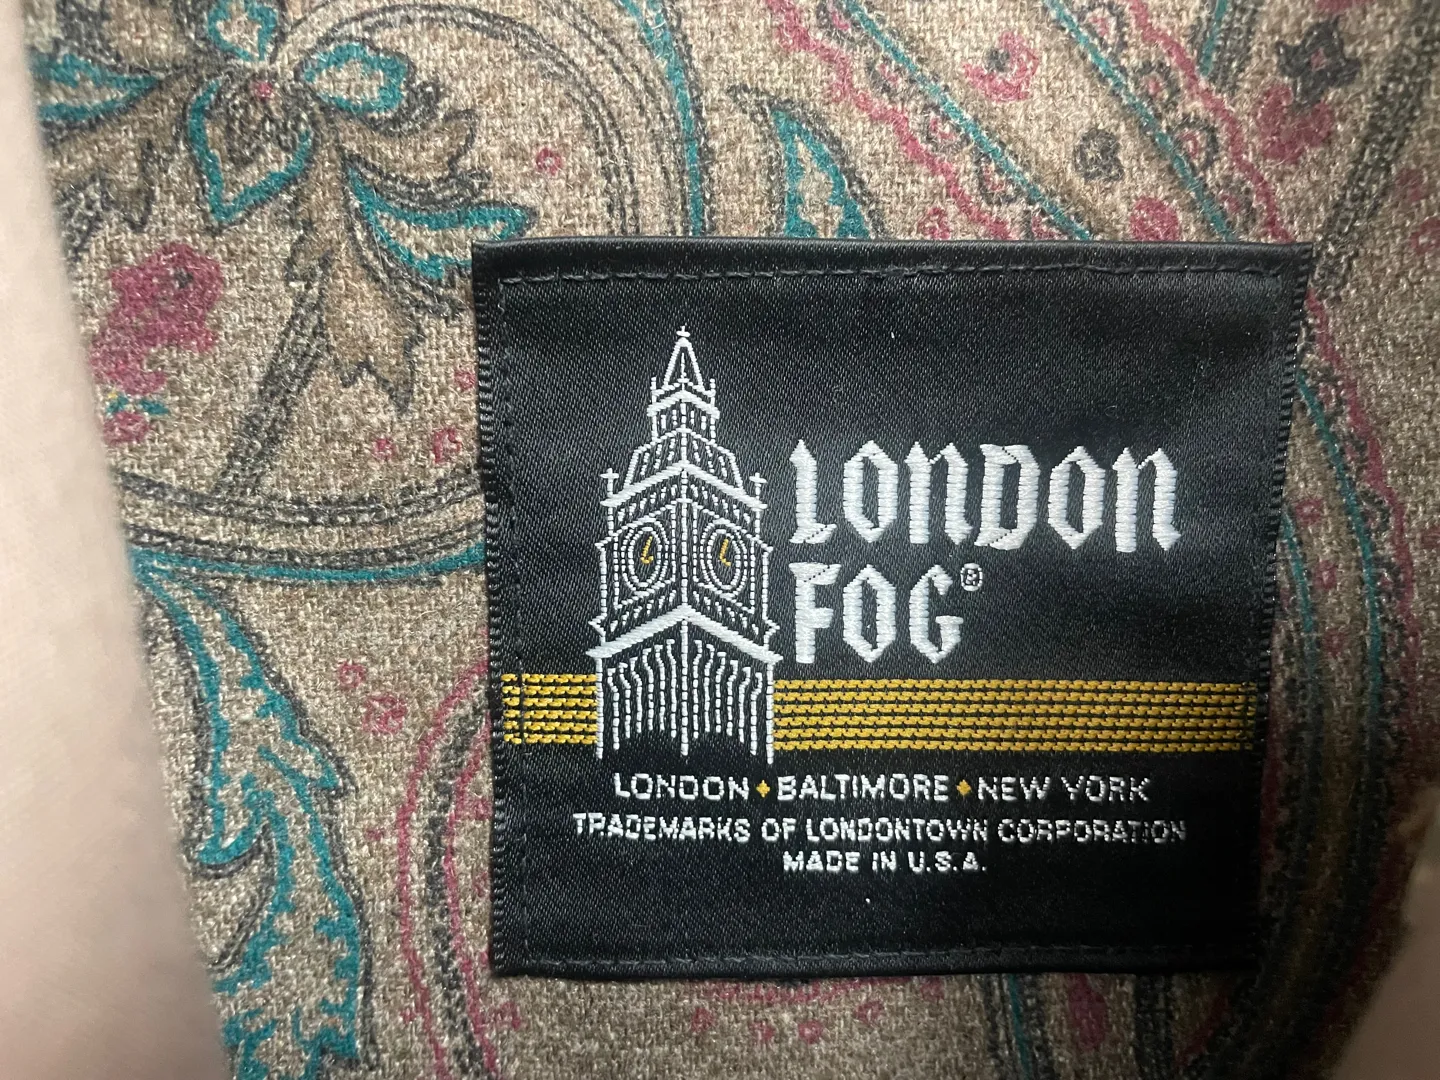 LONDON
FOG®
LONDON ♦ BALTIMORE ♦ NEW YORK
TRADEMARKS OF LONDONTOWN CORPORATION
MADE IN U.S.A.